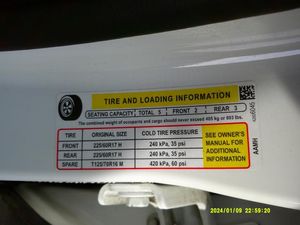 TIRE AND LOADING INFORMATION
SEATING CAPACITY TOTAL 5 FRONT 2 REAR 3
The combined weight of occupants and cargo should never exceed 405 kg or 893 lbs.
TIRE ORIGINAL SIZE COLD TIRE PRESSURE
FRONT 225/60R17 H 240 kPa, 35 psi
REAR 225/60R17 H 240 kPa, 35 psi
SPARE T125/70R16 M 420 kPa, 60 psi
SEE OWNER'S
MANUAL FOR
ADDITIONAL
INFORMATION
AAMH
2024/01/09 22:59:20